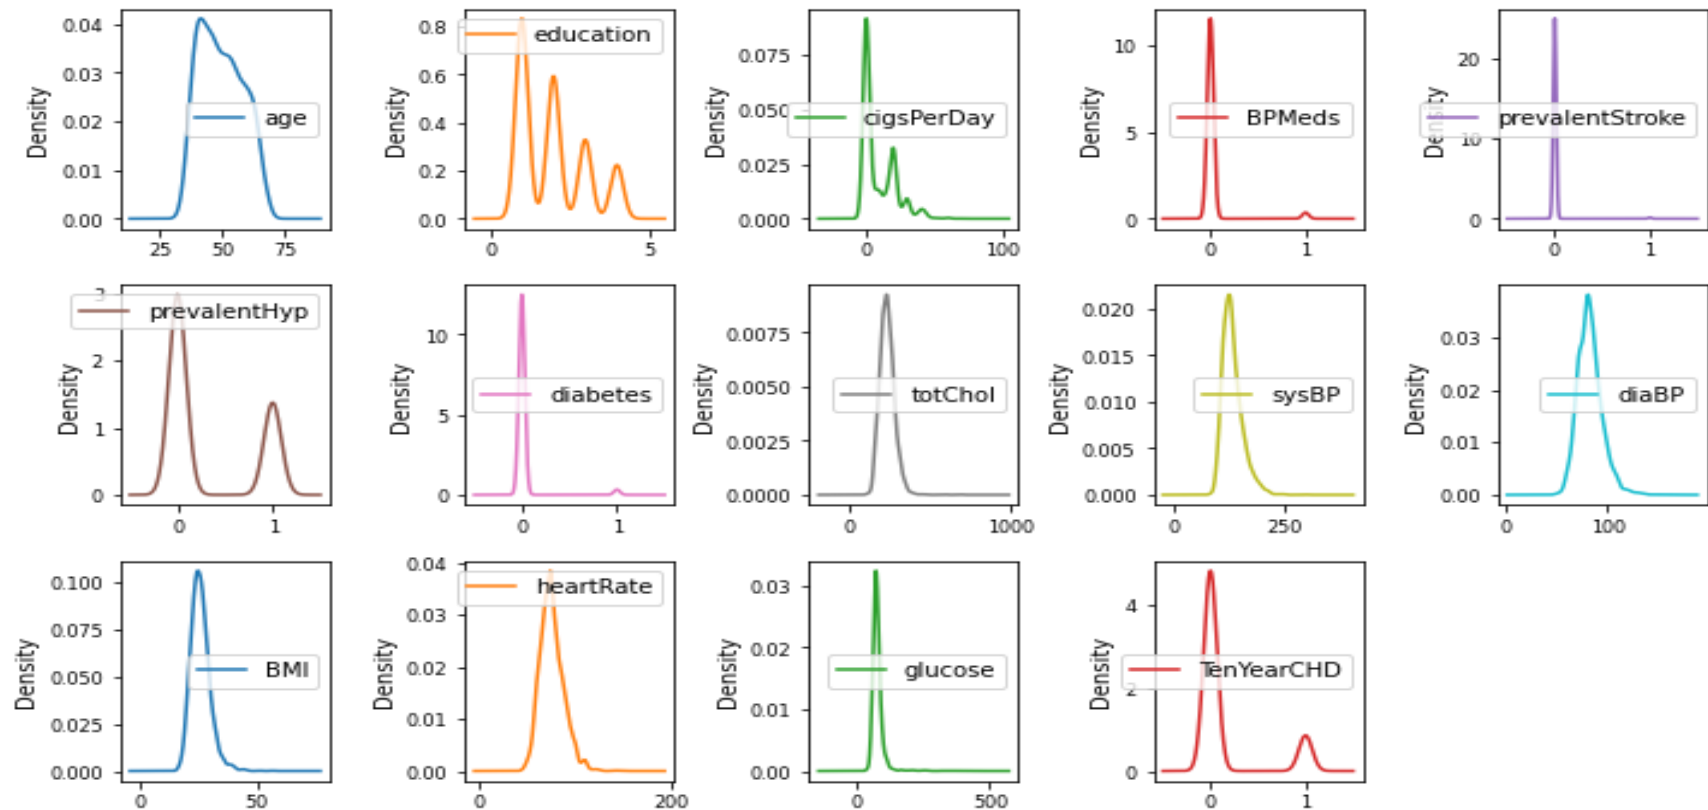 0.04
0.03
0.02
0.01
0.00
Density
age
25 50 75
0.8
0.6
0.4
0.2
0.0
Density
education
0 5
0.075
0.050
0.025
0.000
Density
cigsPerDay
0 100
10
5
0
Density
BPMeds
0 1
20
10
0
Density
prevalentStroke
0 1
3
2
1
0
Density
prevalentHyp
0 1
10
5
0
Density
diabetes
0 1
0.0075
0.0050
0.0025
0.0000
Density
totChol
0 1000
0.020
0.015
0.010
0.005
0.000
Density
sysBP
0 250
0.03
0.02
0.01
0.00
Density
diaBP
0 100
0.100
0.075
0.050
0.025
0.000
Density
BMI
0 50
0.04
0.03
0.02
0.01
0.00
Density
heartRate
0 200
0.03
0.02
0.01
0.00
Density
glucose
0 500
4
2
0
Density
TenYearCHD
0 1